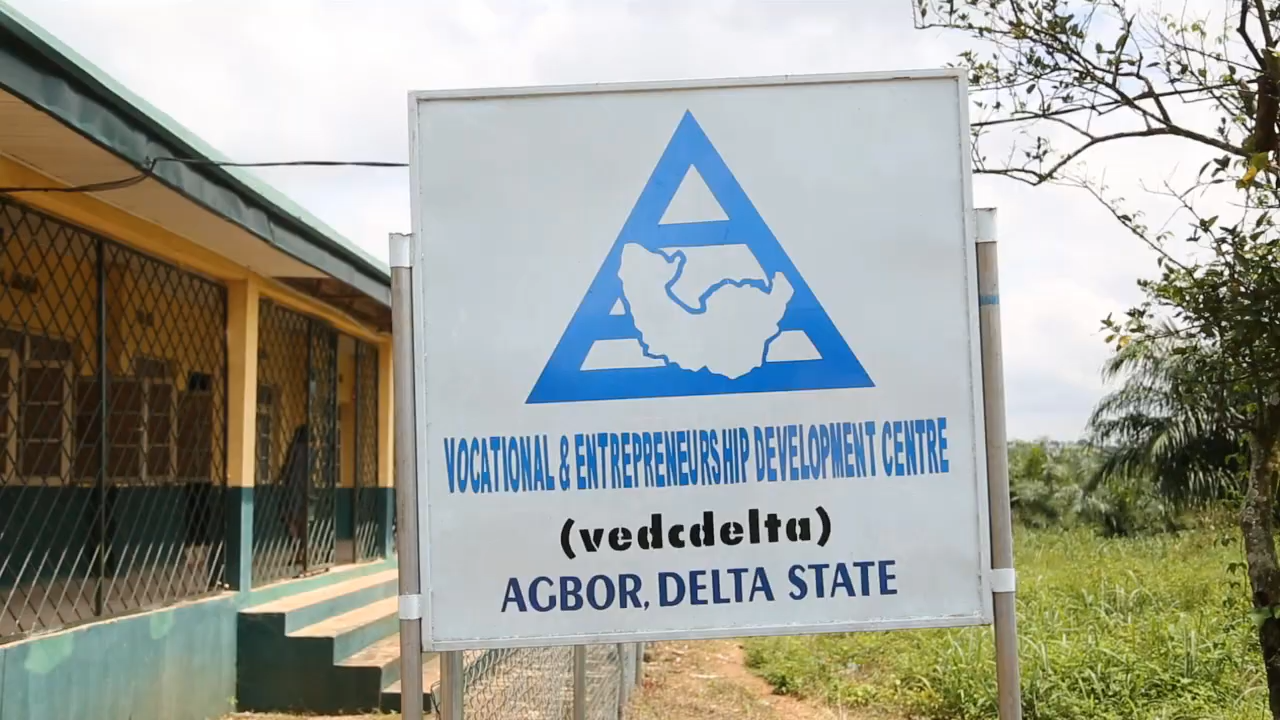 VOCATIONAL & ENTREPRENEURSHIP DEVELOPMENT CENTRE
(vedcdelta)
AGBOR, DELTA STATE